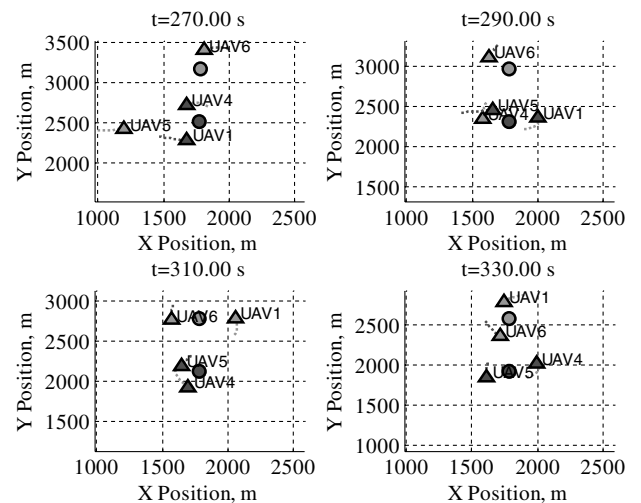 t=270.00 s
3500
3000
2500
2000
Y Position, m
UAV6
UAV4
UAV5
UAV1
1000 1500 2000 2500
X Position, m
t=290.00 s
3000
2500
2000
1500
Y Position, m
UAV6
UAV5
UAV4
UAV1
1000 1500 2000 2500
X Position, m
t=310.00 s
3000
2500
2000
1500
Y Position, m
UAV6
UAV1
UAV5
UAV4
1000 1500 2000 2500
X Position, m
t=330.00 s
2500
2000
1500
1000
Y Position, m
UAV1
UAV6
UAV4
UAV5
1000 1500 2000 2500
X Position, m